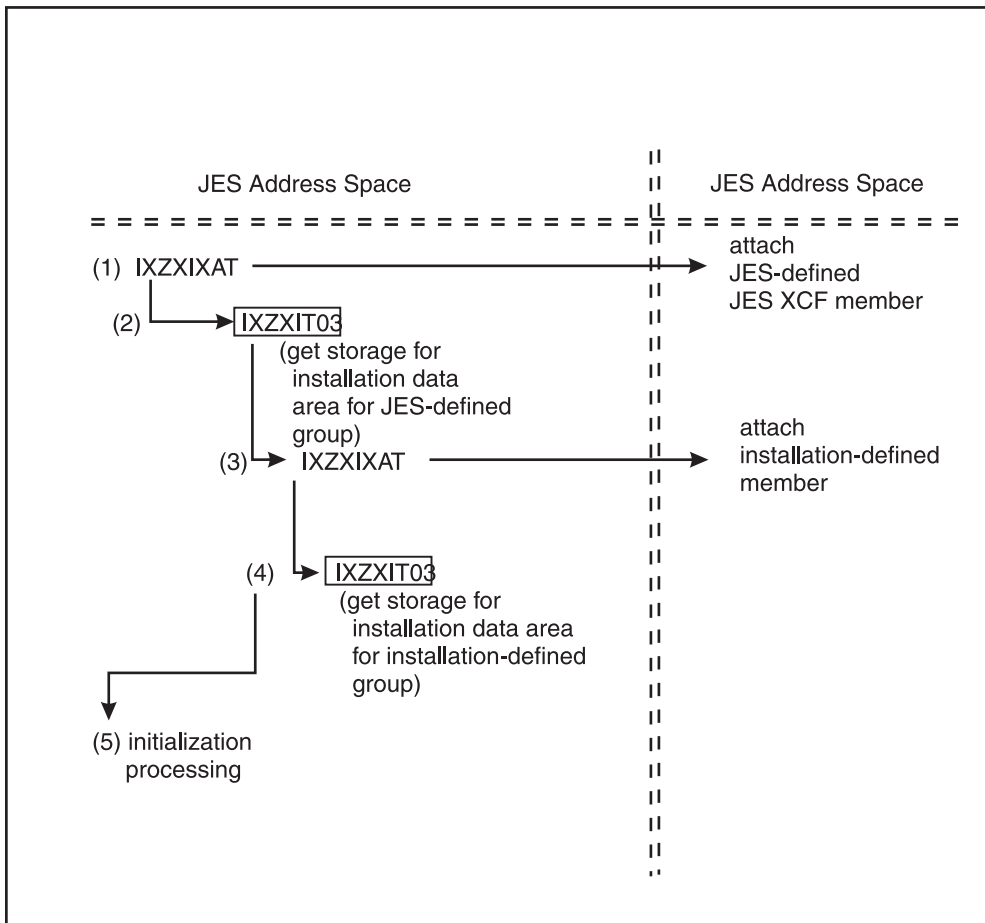 JES Address Space
JES Address Space
(1) IXZXIXAT
attach
JES-defined
JES XCF member
(2)
IXZXIT03
(get storage for
installation data
area for JES-defined
group)
(3)
IXZXIXAT
attach
installation-defined
member
(4)
IXZXIT03
(get storage for
installation data area
for installation-defined
group)
(5) initialization
processing